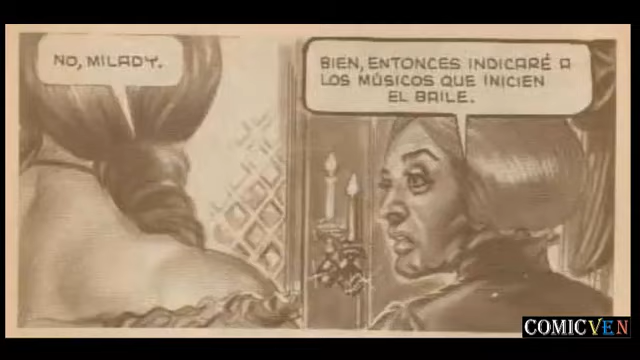 NO, MILADY.
BIEN, ENTONCES INDICARÉ A
LOS MÚSICOS QUE INICIEN
EL BAILE.
COMICVEN